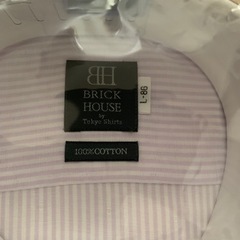 BH
BRICK
HOUSE
by
Tokyo Shirts
L-86
100%COTTON